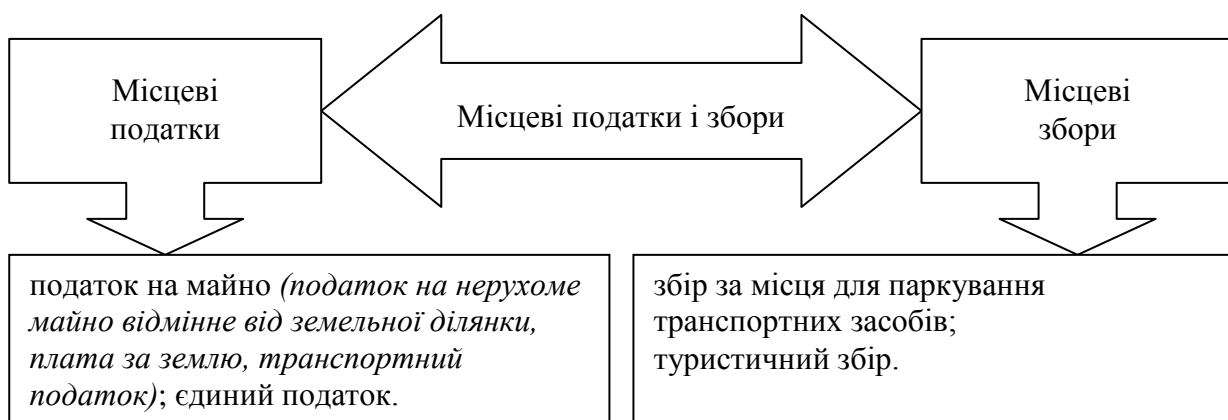 Місцеві
податки
Місцеві податки і збори
Місцеві
збори
податок на майно (податок на нерухоме
майно відмінне від земельної ділянки,
плата за землю, транспортний
податок); єдиний податок.
збір за місця для паркування
транспортних засобів;
туристичний збір.